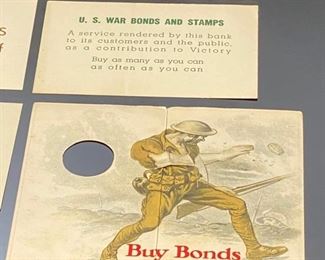 S
f
U. S. WAR BONDS AND STAMPS
A service rendered by this bank
to its customers and the public,
as a contribution to Victory
Buy as many as you can
as often as you can
Buy Bonds